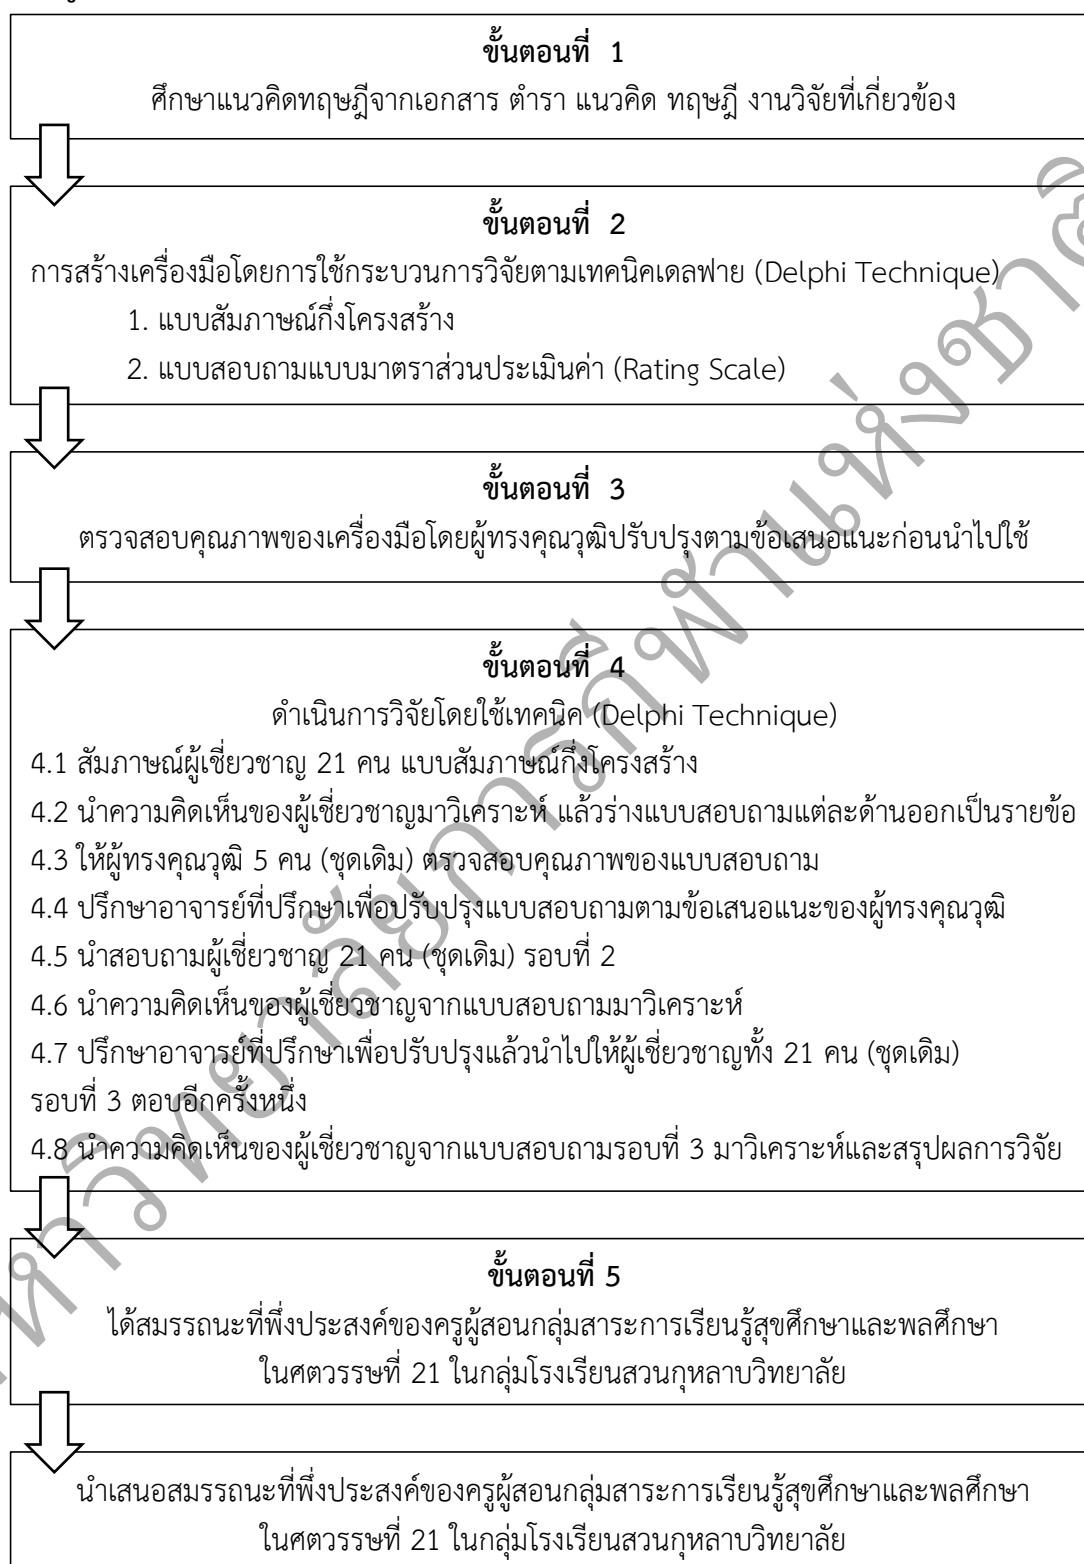 ขั้นตอนที่ 1
ศึกษาแนวคิดทฤษฎีจากเอกสาร ตำรา แนวคิด ทฤษฎี งานวิจัยที่เกี่ยวข้อง
ขั้นตอนที่ 2
การสร้างเครื่องมือโดยการใช้กระบวนการวิจัยตามเทคนิคเดลฟาย (Delphi Technique)
1. แบบสัมภาษณ์กึ่งโครงสร้าง
2. แบบสอบถามแบบมาตราส่วนประเมินค่า (Rating Scale)
ขั้นตอนที่ 3
ตรวจสอบคุณภาพของเครื่องมือโดยผู้ทรงคุณวุฒิปรับปรุงตามข้อเสนอแนะก่อนนำไปใช้
ขั้นตอนที่ 4
ดำเนินการวิจัยโดยใช้เทคนิค (Delphi Technique)
4.1 สัมภาษณ์ผู้เชี่ยวชาญ 21 คน แบบสัมภาษณ์กึ่งโครงสร้าง
4.2 นำความคิดเห็นของผู้เชี่ยวชาญมาวิเคราะห์ แล้วร่างแบบสอบถามแต่ละด้านออกเป็นรายข้อ
4.3 ให้ผู้ทรงคุณวุฒิ 5 คน (ชุดเดิม) ตรวจสอบคุณภาพของแบบสอบถาม
4.4 ปรึกษาอาจารย์ที่ปรึกษาเพื่อปรับปรุงแบบสอบถามตามข้อเสนอแนะของผู้ทรงคุณวุฒิ
4.5 นำสอบถามผู้เชี่ยวชาญ 21 คน (ชุดเดิม) รอบที่ 2
4.6 นำความคิดเห็นของผู้เชี่ยวชาญจากแบบสอบถามมาวิเคราะห์
4.7 ปรึกษาอาจารย์ที่ปรึกษาเพื่อปรับปรุงแล้วนำไปให้ผู้เชี่ยวชาญทั้ง 21 คน (ชุดเดิม)
รอบที่ 3 ตอบอีกครั้งหนึ่ง
4.8 นำความคิดเห็นของผู้เชี่ยวชาญจากแบบสอบถามรอบที่ 3 มาวิเคราะห์และสรุปผลการวิจัย
ขั้นตอนที่ 5
ได้สมรรถนะที่พึงประสงค์ของครูผู้สอนกลุ่มสาระการเรียนรู้สุขศึกษาและพลศึกษา
ในศตวรรษที่ 21 ในกลุ่มโรงเรียนสวนกุหลาบวิทยาลัย
นำเสนอสมรรถนะที่พึงประสงค์ของครูผู้สอนกลุ่มสาระการเรียนรู้สุขศึกษาและพลศึกษา
ในศตวรรษที่ 21 ในกลุ่มโรงเรียนสวนกุหลาบวิทยาลัย
หาวิทยาลัยการกีฬาแห่งชาติ